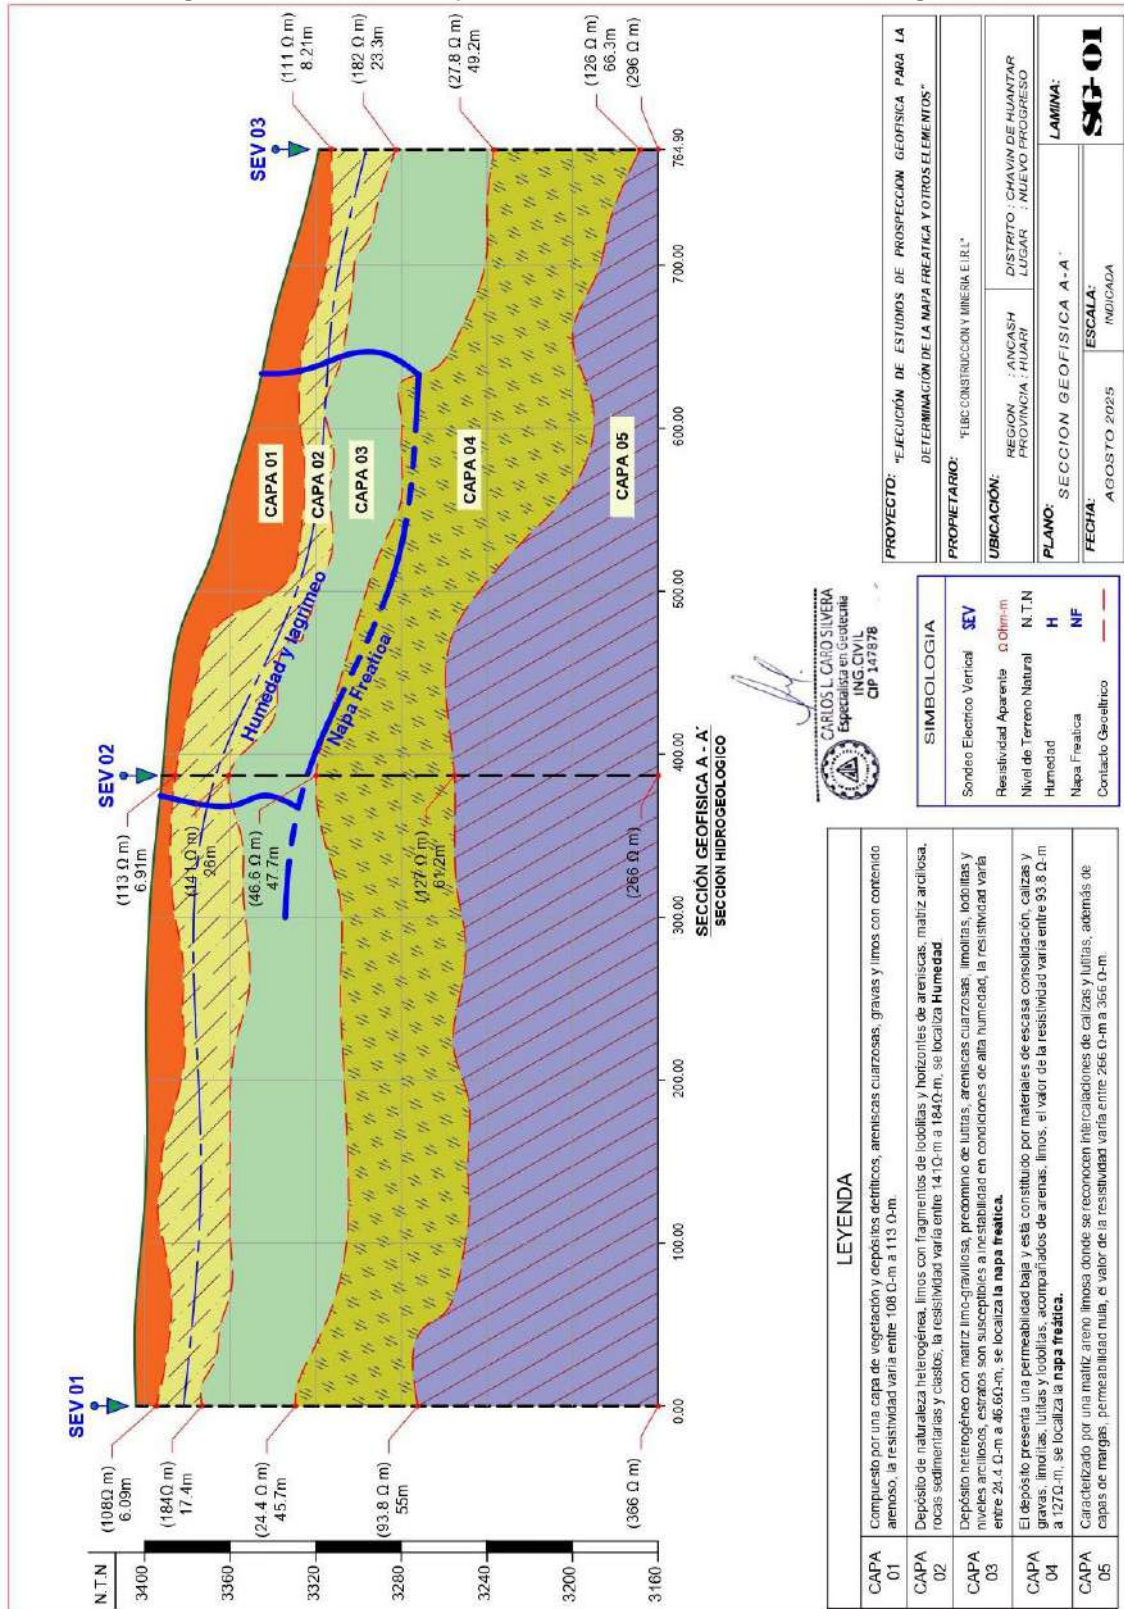 SEV 01
SEV 02
SEV 03
N.T.N
3400
3360
3320
3280
3240
3200
3160
(108Ω m)
6.09m
(184Ω m)
17.4m
(24.4 Ω m)
45.7m
(93.8 Ω m)
55m
(366 Ω m)
(113 Ω m)
6.91m
(141 Ω m)
26m
(46.6 Ω m)
47.7m
(127 Ω m)
61.2m
(266 Ω m)
(111 Ω m)
8.21m
(182 Ω m)
23.3m
(27.8 Ω m)
49.2m
(126 Ω m)
66.3m
(296 Ω m)
Humedad y lagrimeo
Napa Freatica
CAPA 01
CAPA 02
CAPA 03
CAPA 04
CAPA 05
0.00
100.00
200.00
300.00
400.00
500.00
600.00
700.00
764.90
SECCIÓN GEOFISICA A - A´
SECCION HIDROGEOLOGICO
LEYENDA
CAPA 01
Compuesto por una capa de vegetación y depósitos detríticos, areniscas cuarzosas, gravas y limos con contenido
arenoso, la resistividad varía entre 108 Ω-m a 113 Ω-m.
CAPA 02
Depósito de naturaleza heterogénea, limos con fragmentos de lodolitas y horizontes de areniscas, matriz arcillosa,
rocas sedimentarias y clastos, la resistividad varía entre 141Ω-m a 184Ω-m, se localiza Humedad.
CAPA 03
Depósito heterogéneo con matriz limo-gravillosa, predominio de lutitas, areniscas cuarzosas, limolitas, lodolitas y
niveles arcillosos, estratos son susceptibles a inestabilidad en condiciones de alta humedad, la resistividad varía
entre 24.4 Ω-m a 46.6Ω-m, se localiza la napa freática.
CAPA 04
El depósito presenta una permeabilidad baja y está constituido por materiales de escasa consolidación, calizas y
gravas, limolitas, lutitas y lodolitas, acompañados de arenas, limos, el valor de la resistividad varía entre 93.8 Ω-m
a 127Ω-m, se localiza la napa freática.
CAPA 05
Caracterizado por una matriz areno limosa donde se reconocen intercalaciones de calizas y lutitas, además de
capas de margas, permeabilidad nula, el valor de la resistividad varía entre 266 Ω-m a 366 Ω-m.
CARLOS L. CARO SILVERA
Especialista en Geotecnia
ING.CIVIL
CIP 147878
SIMBOLOGIA
Sondeo Electrico Vertical SEV
Resistividad Aparente Ω Ohm-m
Nivel de Terreno Natural N.T.N
Humedad H
Napa Freatica NF
Contacto Geoeltrico
PROYECTO: "EJECUCIÓN DE ESTUDIOS DE PROSPECCION GEOFISICA PARA LA
DETERMINACIÓN DE LA NAPA FREATICA Y OTROS ELEMENTOS"
PROPIETARIO: "FLBC CONSTRUCCION Y MINERIA E.I.R.L"
UBICACIÓN:
REGION : ANCASH DISTRITO : CHAVIN DE HUANTAR
PROVINCIA : HUARI LUGAR : NUEVO PROGRESO
PLANO: SECCION GEOFISICA A-A´
LAMINA: SG-01
FECHA: AGOSTO 2025
ESCALA: INDICADA